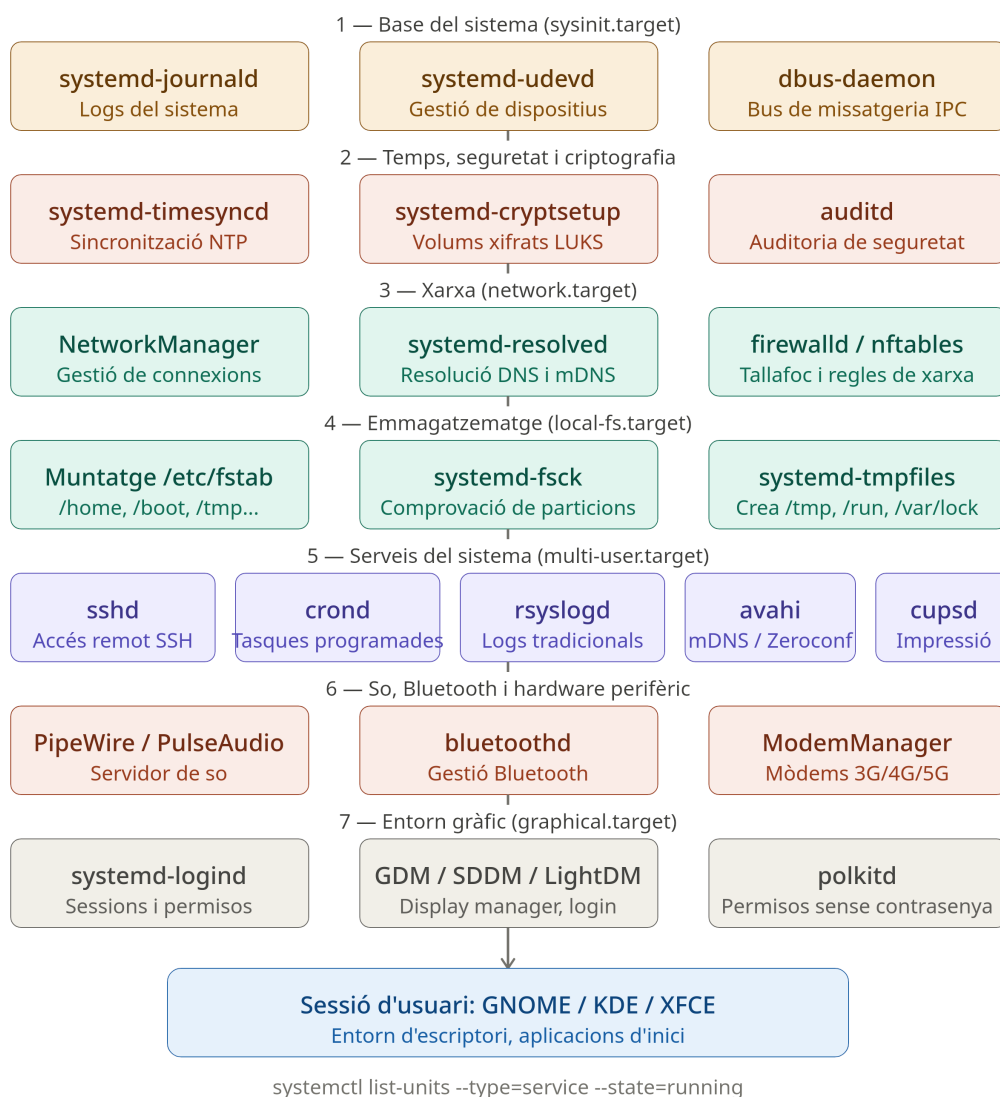 1 — Base del sistema (sysinit.target)
systemd-journald
Logs del sistema
systemd-udevd
Gestió de dispositius
dbus-daemon
Bus de missatgeria IPC
2 — Temps, seguretat i criptografia
systemd-timesyncd
Sincronització NTP
systemd-cryptsetup
Volums xifrats LUKS
auditd
Auditoria de seguretat
3 — Xarxa (network.target)
NetworkManager
Gestió de connexions
systemd-resolved
Resolució DNS i mDNS
firewalld / nftables
Tallafoc i regles de xarxa
4 — Emmagatzematge (local-fs.target)
Muntatge /etc/fstab
/home, /boot, /tmp...
systemd-fsck
Comprovació de particions
systemd-tmpfiles
Crea /tmp, /run, /var/lock
5 — Serveis del sistema (multi-user.target)
sshd
Accés remot SSH
crond
Tasques programades
rsyslogd
Logs tradicionals
avahi
mDNS / Zeroconf
cupsd
Impressió
6 — So, Bluetooth i hardware perifèric
PipeWire / PulseAudio
Servidor de so
bluetoothd
Gestió Bluetooth
ModemManager
Mòdems 3G/4G/5G
7 — Entorn gràfic (graphical.target)
systemd-logind
Sessions i permisos
GDM / SDDM / LightDM
Display manager, login
polkitd
Permisos sense contrasenya
Sessió d'usuari: GNOME / KDE / XFCE
Entorn d'escriptori, aplicacions d'inici
systemctl list-units --type=service --state=running